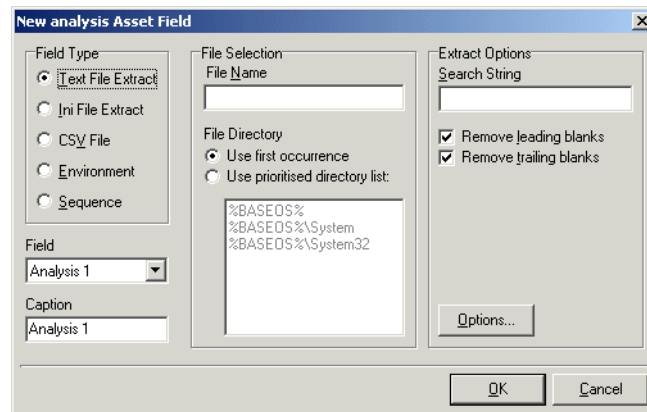 New analysis Asset Field
Field Type
Text File Extract
Ini File Extract
CSV File
Environment
Sequence
Field
Analysis 1
Caption
Analysis 1
File Selection
File Name
File Directory
Use first occurrence
Use prioritised directory list:
%BASEOS%
%BASEOS%\System
%BASEOS%\System32
Extract Options
Search String
Remove leading blanks
Remove trailing blanks
Options...
OK
Cancel